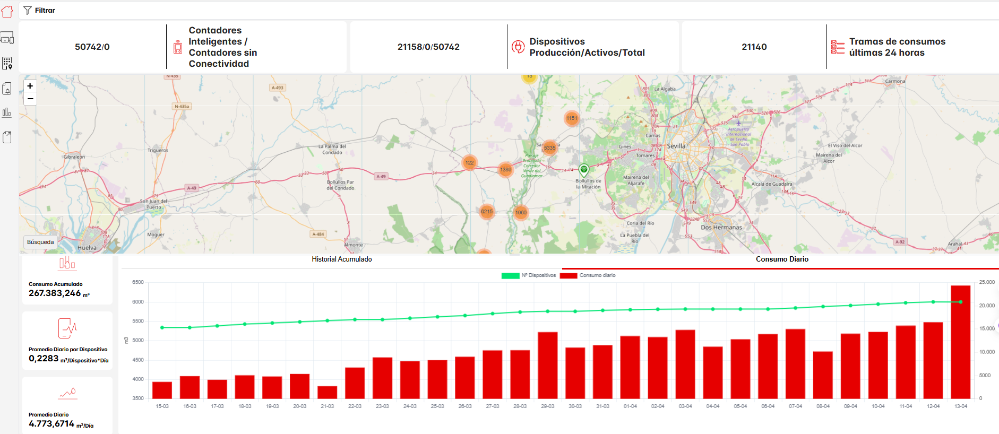 Filtrar
50742/0
Contadores
Inteligentes /
Contadores sin
Conectividad
21158/0/50742
Dispositivos
Producción/Activos/Total
21140
Tramas de consumos
últimas 24 horas
+
−
N-435
A-493
N-435a
13
1151
5335
122
1389
6215
1960
La Algaba
Carmona
Camas
Gines
Tomares
Sevilla
Aeropuerto
internacional
de Sevilla
San Pablo
El Viso del Alcor
Mairena del
Alcor
La Palma del
Condado
Trigueros
Gibraleón
Paisaje
Protegido
Corredor
Verde del
Guadiamar
A-49
A-49
Bollullos Par
del Condado
Bollullos de
la Mitación
Mairena del
Aljarafe
Alcalá de Guadaira
San Juan del
Puerto
Moguer
A-484
Almonte
Huelva
Coria del Río
La Puebla del
Río
Dos Hermanas
A-92
Arahal
Búsqueda
Historial Acumulado
Consumo Diario
Consumo Acumulado
267.383,246 m³
Promedio Diario por Dispositivo
0,2283 m³/Dispositivo*Día
Promedio Diario
4.773,6714 m³/Día
Nº Dispositivos
Consumo diario
m3
6500
6000
5500
5000
4500
4000
3500
25.000
20.000
15.000
10.000
5000
0
15-03 16-03 17-03 18-03 19-03 20-03 21-03 22-03 23-03 24-03 25-03 26-03 27-03 28-03 29-03 30-03 31-03 01-04 02-04 03-04 04-04 05-04 06-04 07-04 08-04 09-04 10-04 11-04 12-04 13-04